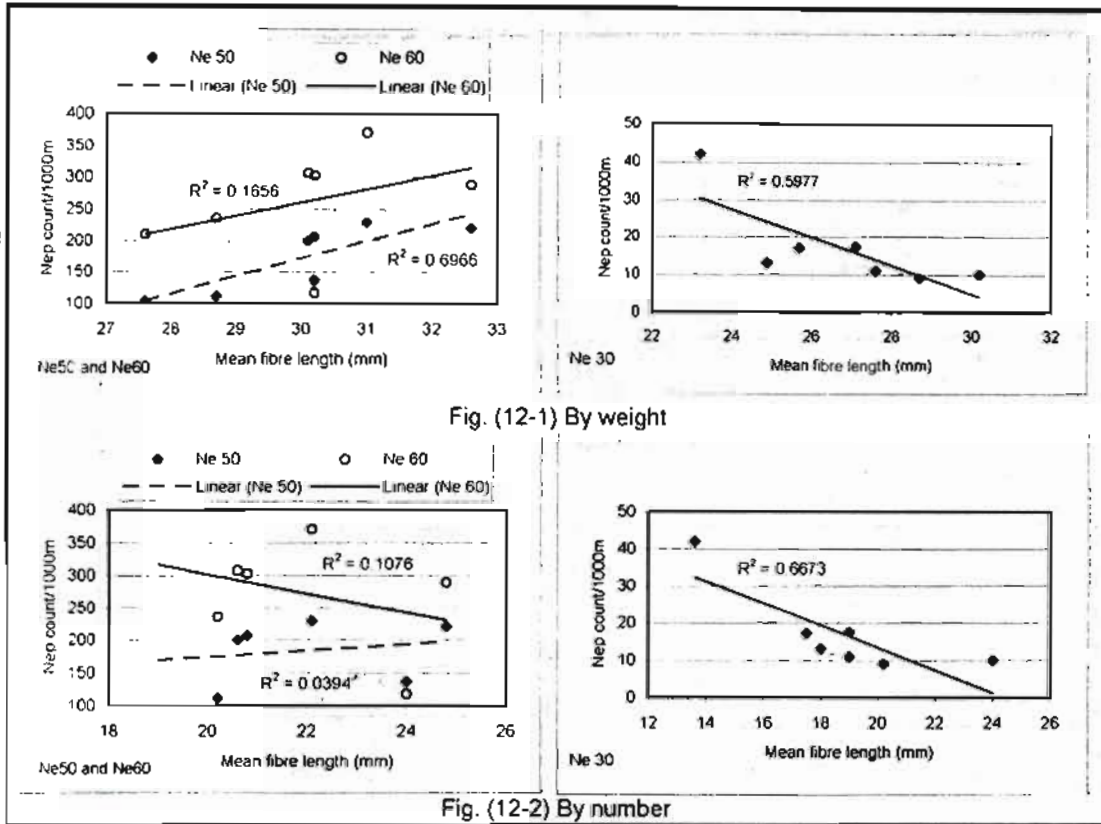 Ne 50 Ne 60
Linear (Ne 50) Linear (Ne 60)
Nep count/1000m
400
350
300
250
200
150
100
R² = 0.1656
R² = 0.6966
27 28 29 30 31 32 33
Mean fibre length (mm)
Ne50 and Ne60
Nep count/1000m
50
40
30
20
10
0
R² = 0.5977
22 24 26 28 30 32
Mean fibre length (mm)
Ne 30
Fig. (12-1) By weight
Ne 50 Ne 60
Linear (Ne 50) Linear (Ne 60)
Nep count/1000m
400
350
300
250
200
150
100
R² = 0.1076
R² = 0.0394
18 20 22 24 26
Mean fibre length (mm)
Ne50 and Ne60
Nep count/1000m
50
40
30
20
10
0
R² = 0.6673
12 14 16 18 20 22 24 26
Mean fibre length (mm)
Ne 30
Fig. (12-2) By number